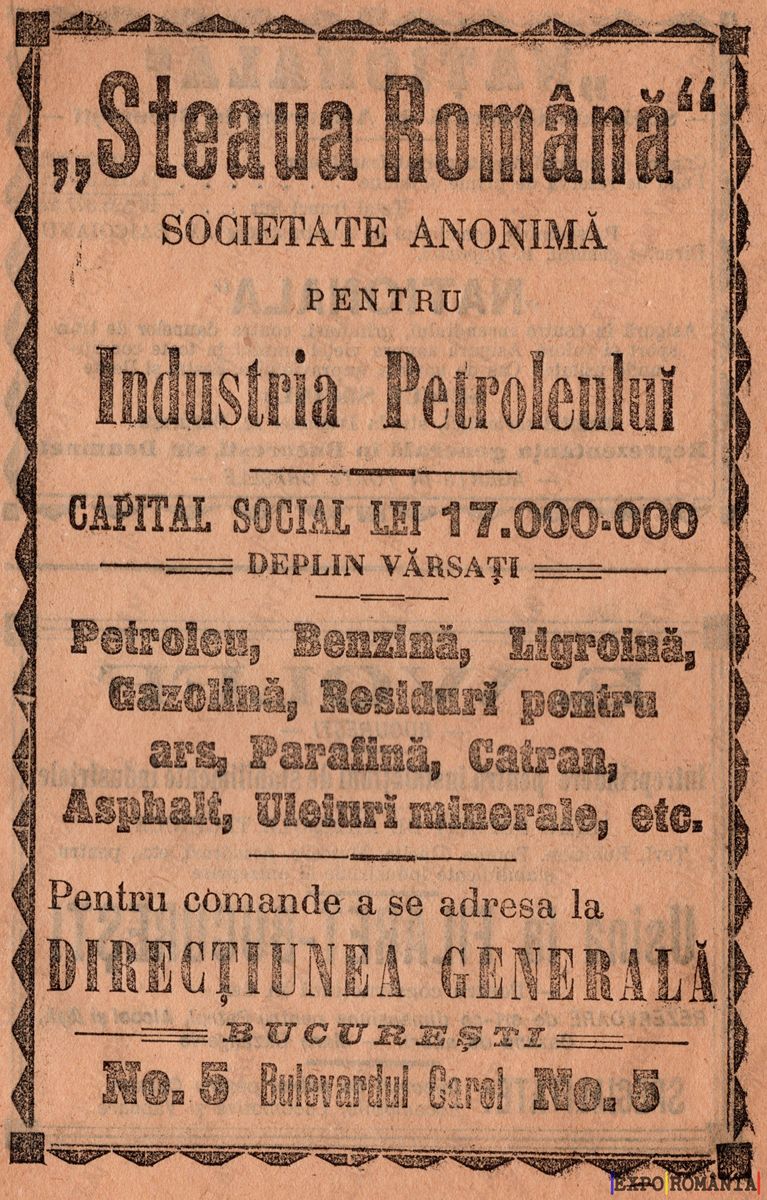 „Steaua Română“
SOCIETATE ANONIMĂ
PENTRU
Industria Petroleuluĭ
CAPITAL SOCIAL LEI 17.000-000
DEPLIN VĂRSAȚI
Petroleu, Benzină, Ligroină,
Gazolină, Residurĭ pentru
ars, Parafină, Catran,
Asphalt, Uleiurĭ minerale, etc.
Pentru comande a se adresa la
DIRECȚIUNEA GENERALĂ
BUCUREȘTI
No. 5 Bulevardul Carol No. 5
EXPO ROMÂNIA